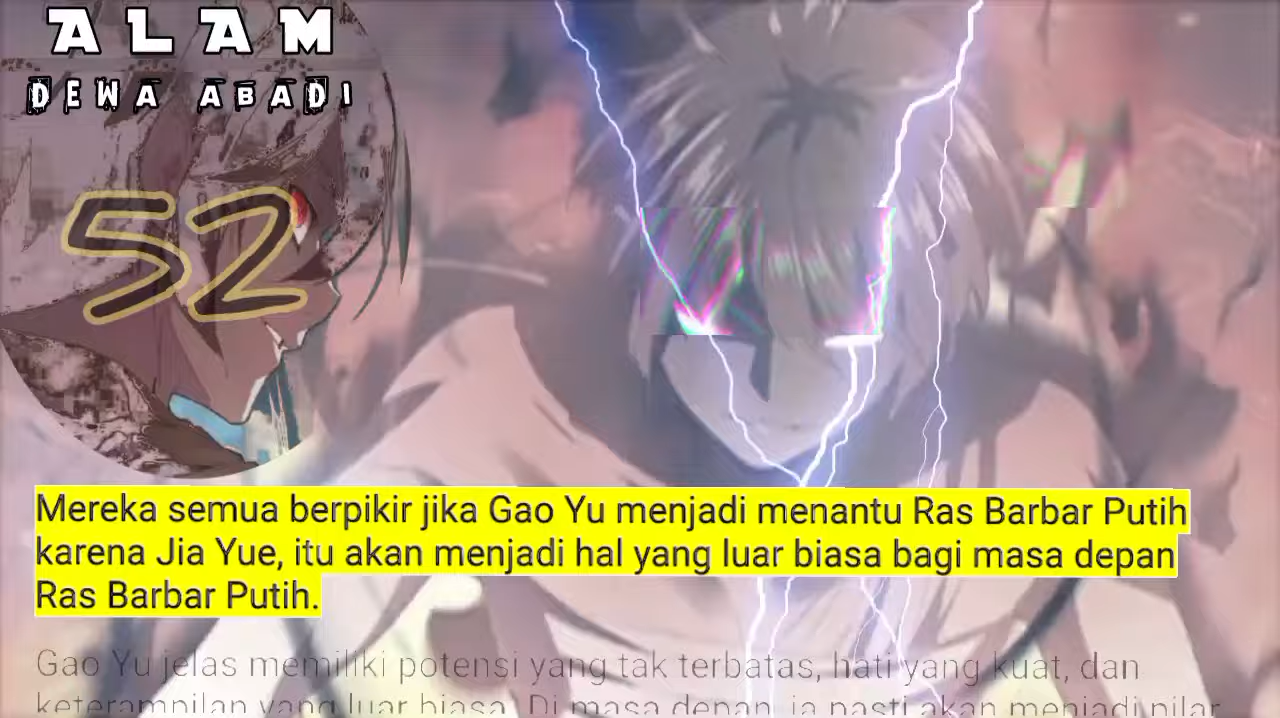 ALAM
DEWA ABADI
52
Mereka semua berpikir jika Gao Yu menjadi menantu Ras Barbar Putih
karena Jia Yue, itu akan menjadi hal yang luar biasa bagi masa depan
Ras Barbar Putih.
Gao Yu jelas memiliki potensi yang tak terbatas, hati yang kuat, dan
keterampilan yang luar biasa. Di masa depan, ia pasti akan menjadi pilar